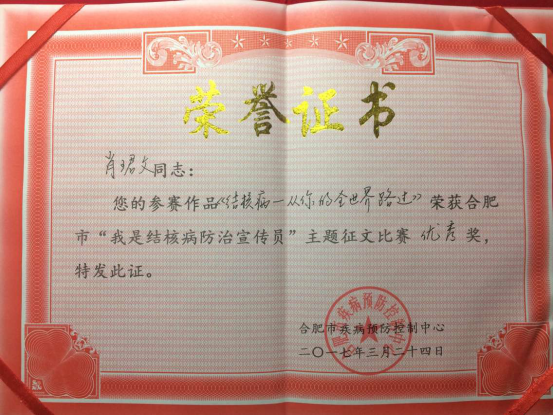 荣誉证书
肖珺文同志：
您的参赛作品《结核病一从你的全世界路过》荣获合肥
市“我是结核病防治宣传员”主题征文比赛 优秀 奖，
特发此证。
合肥市疾病预防控制中心
二〇一七年三月二十四日